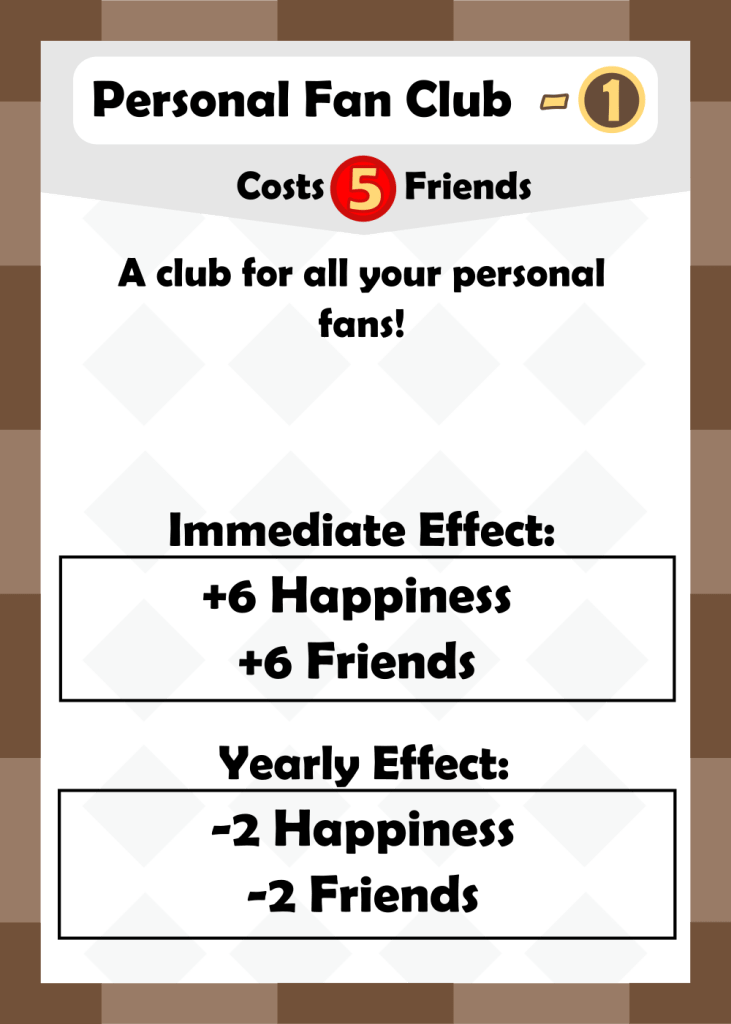 Personal Fan Club - 1
Costs 5 Friends
A club for all your personal
fans!
Immediate Effect:
+6 Happiness
+6 Friends
Yearly Effect:
-2 Happiness
-2 Friends